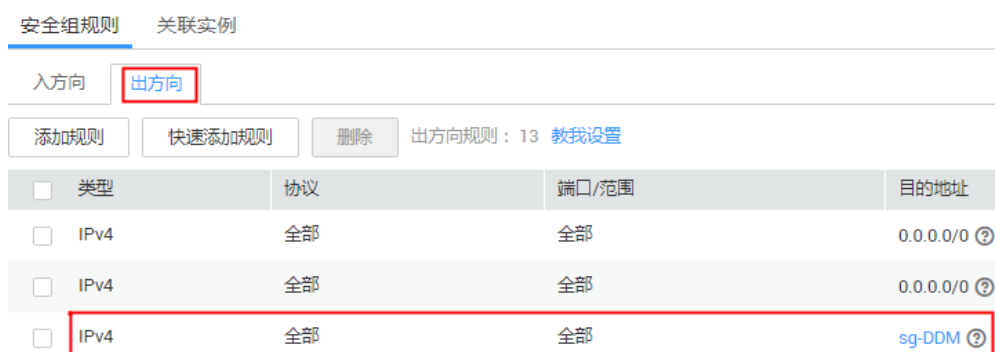 安全组规则 关联实例
入方向 出方向
添加规则 快速添加规则 删除 出方向规则：13 教我设置
类型 协议 端口/范围 目的地址
IPv4 全部 全部 0.0.0.0/0 ?
IPv4 全部 全部 0.0.0.0/0 ?
IPv4 全部 全部 sg-DDM ?